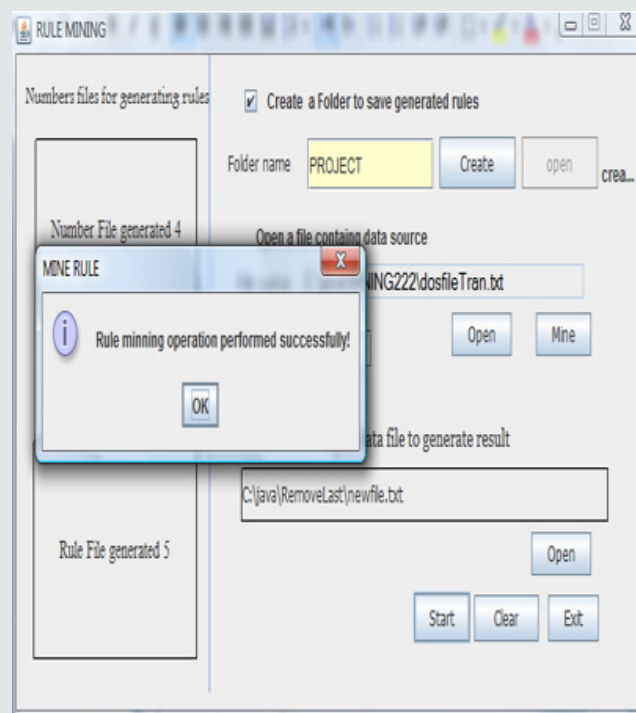 RULE MINING
Numbers files for generating rules
Create a Folder to save generated rules
Folder name PROJECT Create open crea...
Number File generated 4
Open a file containg data source
MINE RULE
X
NING222\dosfileTran.txt
Rule minning operation performed successfully!
Open Mine
OK
ata file to generate result
C:\java\RemoveLast\newfile.txt
Rule File generated 5
Open
Start Clear Exit